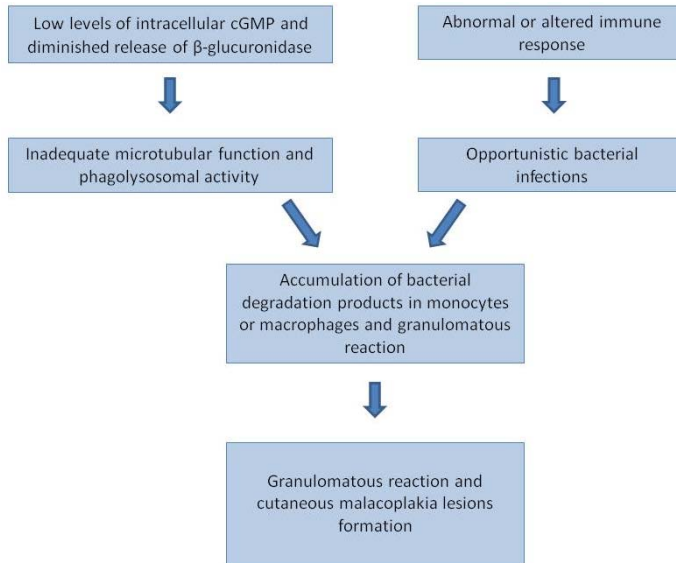 Low levels of intracellular cGMP and
diminished release of β-glucuronidase
Abnormal or altered immune
response
Inadequate microtubular function and
phagolysosomal activity
Opportunistic bacterial
infections
Accumulation of bacterial
degradation products in monocytes
or macrophages and granulomatous
reaction
Granulomatous reaction and
cutaneous malacoplakia lesions
formation